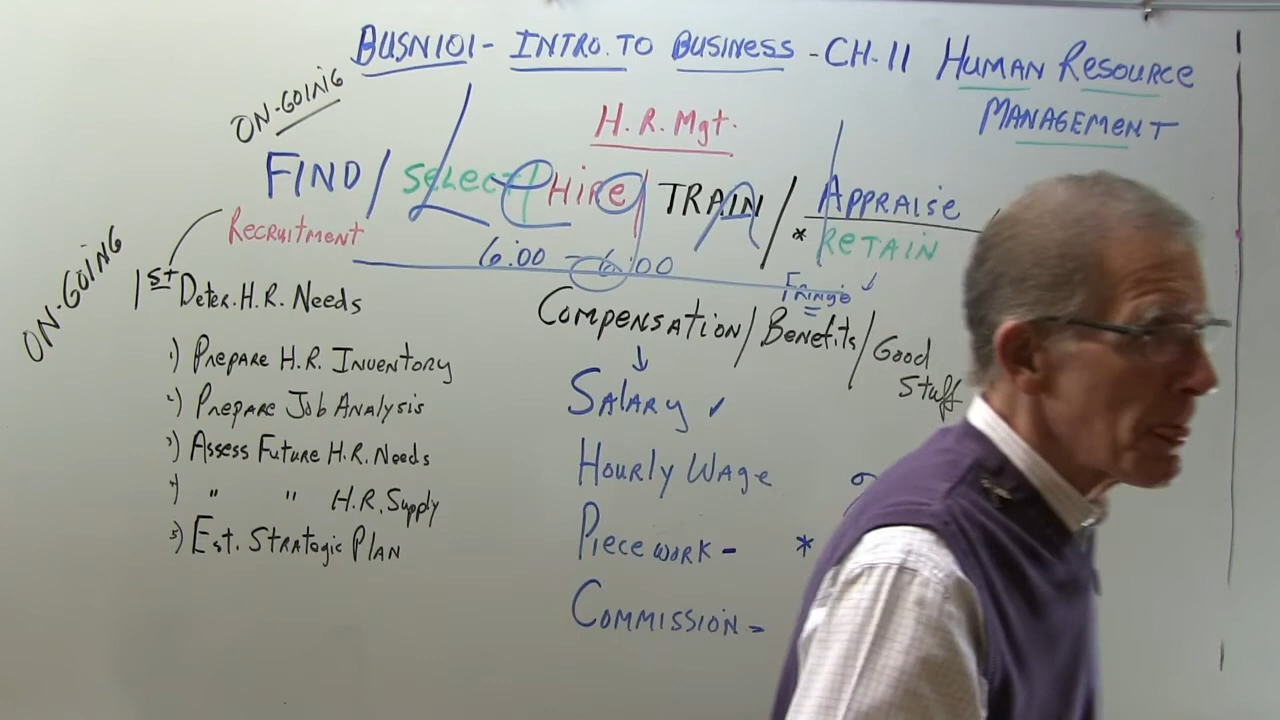 BUSN101 - INTRO. TO BUSINESS - CH. 11 HUMAN RESOURCE
MANAGEMENT
ON-GOING
H.R. Mgt.
FIND / SELECT / HIRE / TRAIN / APPRAISE
* RETAIN
RECRUITMENT
6:00 - 6:00
ON-GOING
1st Deter. H.R. Needs
1) PREPARE H.R. INVENTORY
2) PREPARE JOB ANALYSIS
3) ASSESS FUTURE H.R. NEEDS
4) " " H.R. SUPPLY
5) EST. STRATEGIC PLAN
Fringe
COMPENSATION / BENEFITS / GOOD
STUFF
SALARY ✓
HOURLY WAGE
PIECEWORK - *
COMMISSION -